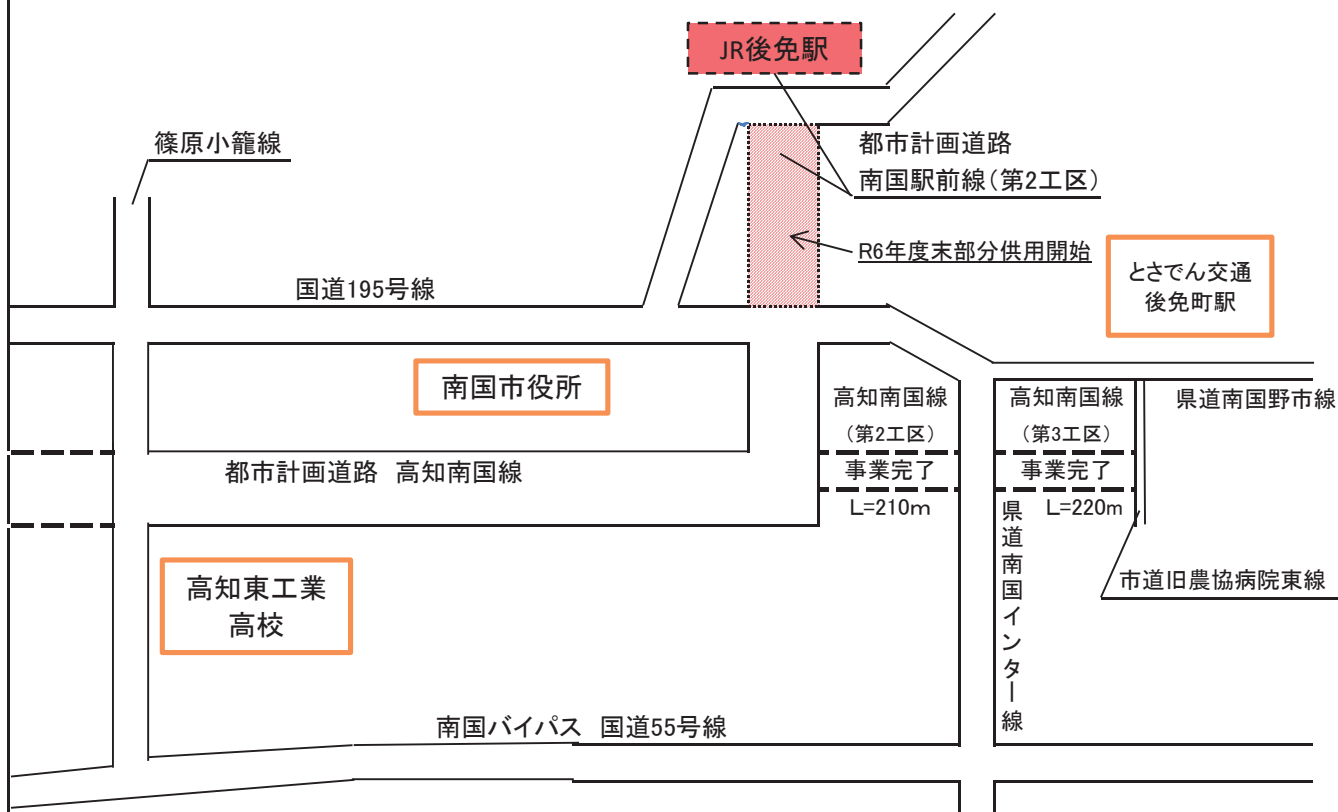 JR後免駅
篠原小籠線
都市計画道路
南国駅前線(第2工区)
R6年度末部分供用開始
とさでん交通
後免町駅
国道195号線
南国市役所
高知南国線
(第2工区)
事業完了
L=210m
高知南国線
(第3工区)
事業完了
L=220m
県道南国野市線
都市計画道路 高知南国線
県道南国インター線
市道旧農協病院東線
高知東工業
高校
南国バイパス 国道55号線